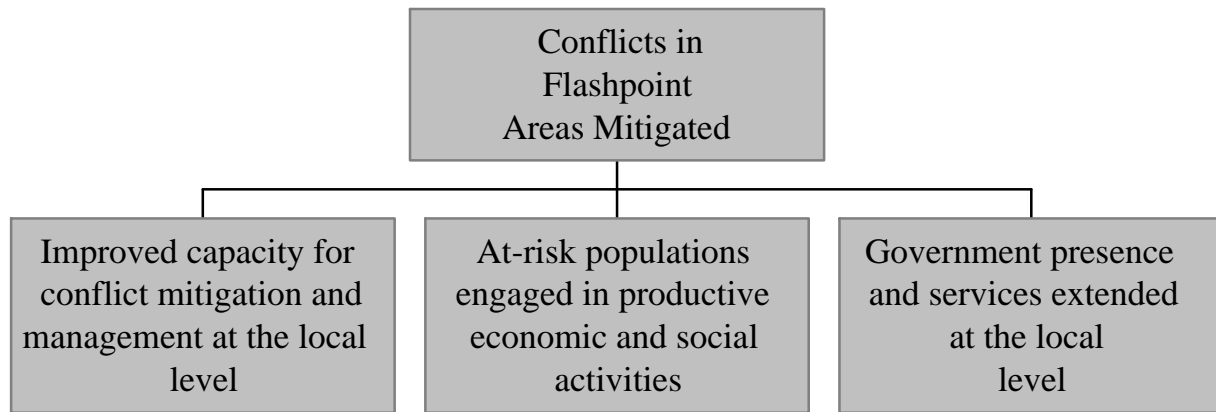 Conflicts in
Flashpoint
Areas Mitigated
Improved capacity for
conflict mitigation and
management at the local
level
At-risk populations
engaged in productive
economic and social
activities
Government presence
and services extended
at the local
level